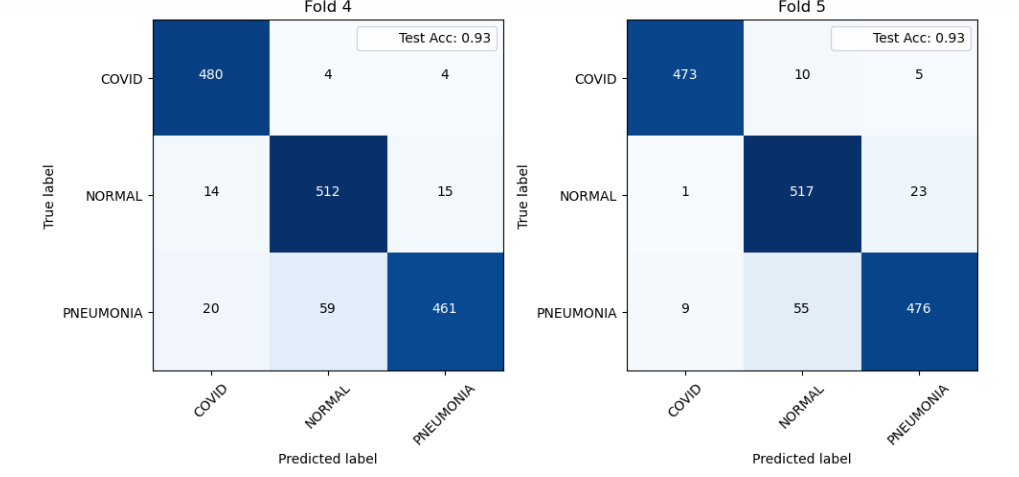 Fold 4
Test Acc: 0.93
COVID
NORMAL
PNEUMONIA
True label
480 4 4
14 512 15
20 59 461
COVID
NORMAL
PNEUMONIA
Predicted label
Fold 5
Test Acc: 0.93
COVID
NORMAL
PNEUMONIA
True label
473 10 5
1 517 23
9 55 476
COVID
NORMAL
PNEUMONIA
Predicted label